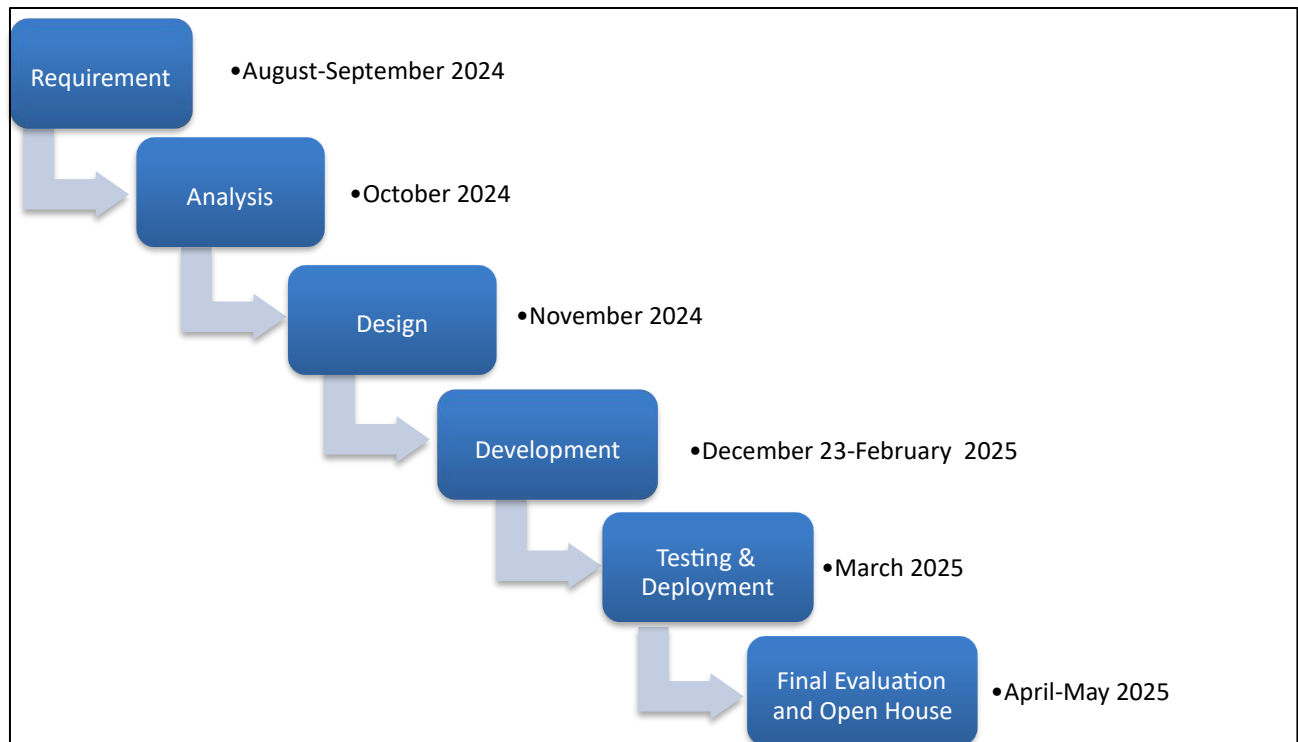 Requirement
•August-September 2024
Analysis
•October 2024
Design
•November 2024
Development
•December 23-February  2025
Testing &
Deployment
•March 2025
Final Evaluation
and Open House
•April-May 2025